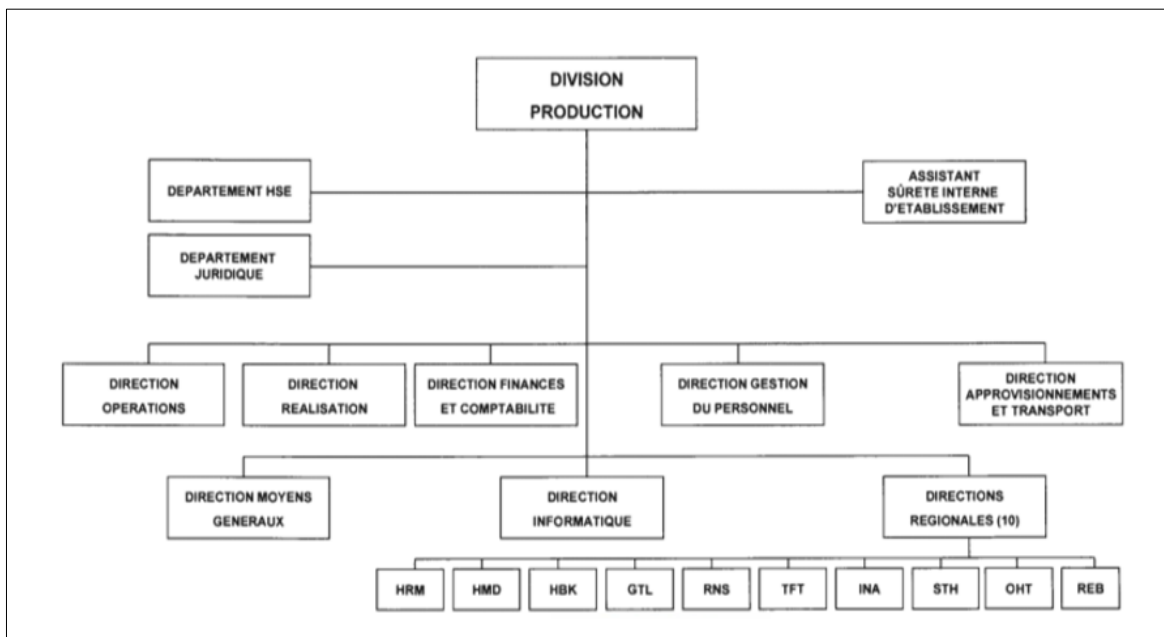 DIVISION
PRODUCTION
DEPARTEMENT HSE
ASSISTANT
SÛRETE INTERNE
D'ETABLISSEMENT
DEPARTEMENT
JURIDIQUE
DIRECTION
OPERATIONS
DIRECTION
REALISATION
DIRECTION FINANCES
ET COMPTABILITE
DIRECTION GESTION
DU PERSONNEL
DIRECTION
APPROVISIONNEMENTS
ET TRANSPORT
DIRECTION MOYENS
GENERAUX
DIRECTION
INFORMATIQUE
DIRECTIONS
REGIONALES (10)
HRM
HMD
HBK
GTL
RNS
TFT
INA
STH
OHT
REB